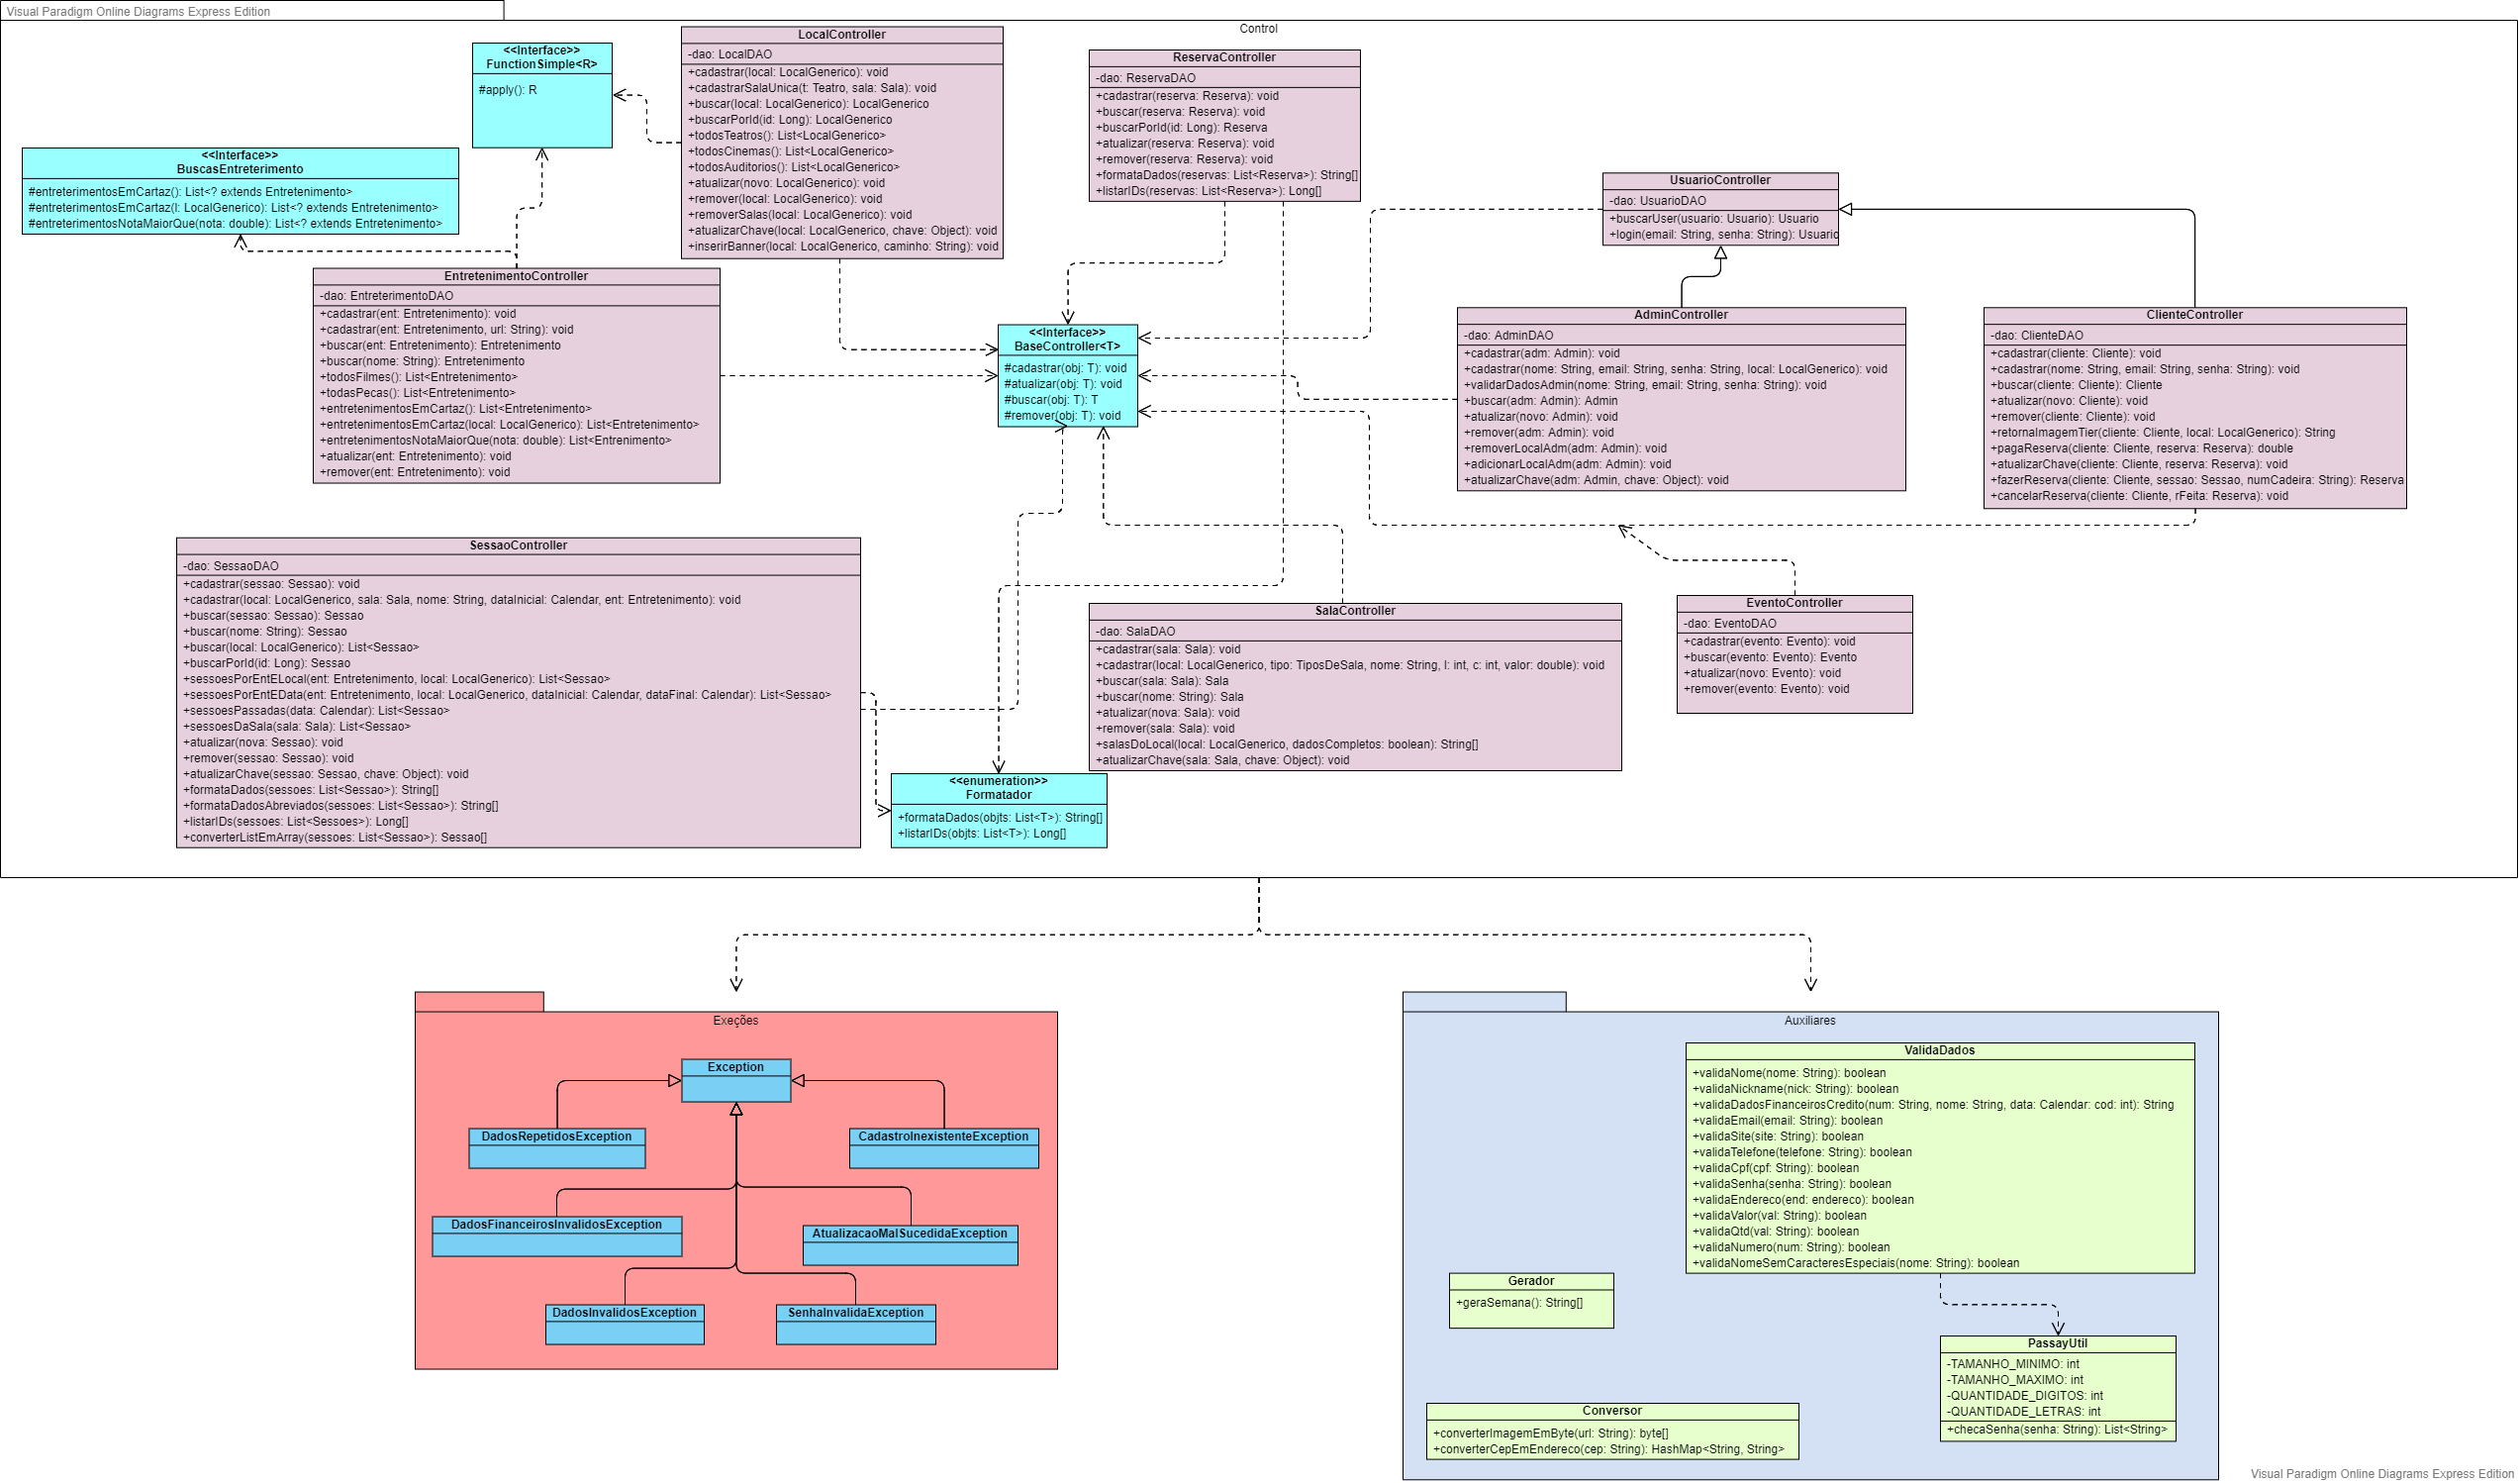 Visual Paradigm Online Diagrams Express Edition
Control
<<Interface>>
FunctionSimple<R>
#apply(): R
LocalController
-dao: LocalDAO
+cadastrar(local: LocalGenerico): void
+cadastrarSalaUnica(t: Teatro, sala: Sala): void
+buscar(local: LocalGenerico): LocalGenerico
+buscarPorId(id: Long): LocalGenerico
+todosTeatros(): List<LocalGenerico>
+todosCinemas(): List<LocalGenerico>
+todosAuditorios(): List<LocalGenerico>
+atualizar(novo: LocalGenerico): void
+remover(local: LocalGenerico): void
+removerSalas(local: LocalGenerico): void
+atualizarChave(local: LocalGenerico, chave: Object): void
+inserirBanner(local: LocalGenerico, caminho: String): void
ReservaController
-dao: ReservaDAO
+cadastrar(reserva: Reserva): void
+buscar(reserva: Reserva): void
+buscarPorId(id: Long): Reserva
+atualizar(reserva: Reserva): void
+remover(reserva: Reserva): void
+formataDados(reservas: List<Reserva>): String[]
+listarIDs(reservas: List<Reserva>): Long[]
<<Interface>>
BuscasEntreterimento
#entreterimentosEmCartaz(): List<? extends Entretenimento>
#entreterimentosEmCartaz(l: LocalGenerico): List<? extends Entretenimento>
#entreterimentosNotaMaiorQue(nota: double): List<? extends Entretenimento>
UsuarioController
-dao: UsuarioDAO
+buscarUser(usuario: Usuario): Usuario
+login(email: String, senha: String): Usuario
EntretenimentoController
-dao: EntreterimentoDAO
+cadastrar(ent: Entretenimento): void
+cadastrar(ent: Entretenimento, url: String): void
+buscar(ent: Entretenimento): Entretenimento
+buscar(nome: String): Entretenimento
+todosFilmes(): List<Entretenimento>
+todasPecas(): List<Entretenimento>
+entretenimentosEmCartaz(): List<Entretenimento>
+entretenimentosEmCartaz(local: LocalGenerico): List<Entretenimento>
+entretenimentosNotaMaiorQue(nota: double): List<Entrenimento>
+atualizar(ent: Entretenimento): void
+remover(ent: Entretenimento): void
<<Interface>>
BaseController<T>
#cadastrar(obj: T): void
#atualizar(obj: T): void
#buscar(obj: T): T
#remover(obj: T): void
AdminController
-dao: AdminDAO
+cadastrar(adm: Admin): void
+cadastrar(nome: String, email: String, senha: String, local: LocalGenerico): void
+validarDadosAdmin(nome: String, email: String, senha: String): void
+buscar(adm: Admin): Admin
+atualizar(novo: Admin): void
+remover(adm: Admin): void
+removerLocalAdm(adm: Admin): void
+adicionarLocalAdm(adm: Admin): void
+atualizarChave(adm: Admin, chave: Object): void
ClienteController
-dao: ClienteDAO
+cadastrar(cliente: Cliente): void
+cadastrar(nome: String, email: String, senha: String): void
+buscar(cliente: Cliente): Cliente
+atualizar(novo: Cliente): void
+remover(cliente: Cliente): void
+retornaImagemTier(cliente: Cliente, local: LocalGenerico): String
+pagaReserva(cliente: Cliente, reserva: Reserva): double
+atualizarChave(cliente: Cliente, reserva: Reserva): void
+fazerReserva(cliente: Cliente, sessao: Sessao, numCadeira: String): Reserva
+cancelarReserva(cliente: Cliente, rFeita: Reserva): void
SessaoController
-dao: SessaoDAO
+cadastrar(sessao: Sessao): void
+cadastrar(local: LocalGenerico, sala: Sala, nome: String, dataInicial: Calendar, ent: Entretenimento): void
+buscar(sessao: Sessao): Sessao
+buscar(nome: String): Sessao
+buscar(local: LocalGenerico): List<Sessao>
+buscarPorId(id: Long): Sessao
+sessoesPorEntELocal(ent: Entretenimento, local: LocalGenerico): List<Sessao>
+sessoesPorEntEData(ent: Entretenimento, local: LocalGenerico, dataInicial: Calendar, dataFinal: Calendar): List<Sessao>
+sessoesPassadas(data: Calendar): List<Sessao>
+sessoesDaSala(sala: Sala): List<Sessao>
+atualizar(nova: Sessao): void
+remover(sessao: Sessao): void
+atualizarChave(sessao: Sessao, chave: Object): void
+formataDados(sessoes: List<Sessao>): String[]
+formataDadosAbreviados(sessoes: List<Sessao>): String[]
+listarIDs(sessoes: List<Sessoes>): Long[]
+converterListEmArray(sessoes: List<Sessao>): Sessao[]
SalaController
-dao: SalaDAO
+cadastrar(sala: Sala): void
+cadastrar(local: LocalGenerico, tipo: TiposDeSala, nome: String, l: int, c: int, valor: double): void
+buscar(sala: Sala): Sala
+buscar(nome: String): Sala
+atualizar(nova: Sala): void
+remover(sala: Sala): void
+salasDoLocal(local: LocalGenerico, dadosCompletos: boolean): String[]
+atualizarChave(sala: Sala, chave: Object): void
EventoController
-dao: EventoDAO
+cadastrar(evento: Evento): void
+buscar(evento: Evento): Evento
+atualizar(novo: Evento): void
+remover(evento: Evento): void
<<enumeration>>
Formatador
+formataDados(objts: List<T>): String[]
+listarIDs(objts: List<T>): Long[]
Exeções
Exception
DadosRepetidosException
CadastroInexistenteException
DadosFinanceirosInvalidosException
AtualizacaoMalSucedidaException
DadosInvalidosException
SenhaInvalidaException
Auxiliares
ValidaDados
+validaNome(nome: String): boolean
+validaNickname(nick: String): boolean
+validaDadosFinanceirosCredito(num: String, nome: String, data: Calendar: cod: int): String
+validaEmail(email: String): boolean
+validaSite(site: String): boolean
+validaTelefone(telefone: String): boolean
+validaCpf(cpf: String): boolean
+validaSenha(senha: String): boolean
+validaEndereco(end: endereco): boolean
+validaValor(val: String): boolean
+validaQtd(val: String): boolean
+validaNumero(num: String): boolean
+validaNomeSemCaracteresEspeciais(nome: String): boolean
Gerador
+geraSemana(): String[]
PassayUtil
-TAMANHO_MINIMO: int
-TAMANHO_MAXIMO: int
-QUANTIDADE_DIGITOS: int
-QUANTIDADE_LETRAS: int
+checaSenha(senha: String): List<String>
Conversor
+converterImagemEmByte(url: String): byte[]
+converterCepEmEndereco(cep: String): HashMap<String, String>
Visual Paradigm Online Diagrams Express Edition